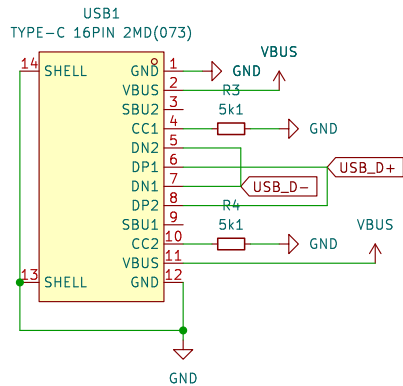 USB1
TYPE-C 16PIN 2MD(073)
VBUS
14 SHELL GND 1 GND
VBUS 2 R3
SBU2 3 5k1
CC1 4 GND
DN2 5
DP1 6 USB_D+
DN1 7 USB_D-
DP2 8 R4
SBU1 9 5k1 VBUS
CC2 10 GND
VBUS 11
13 SHELL GND 12
GND